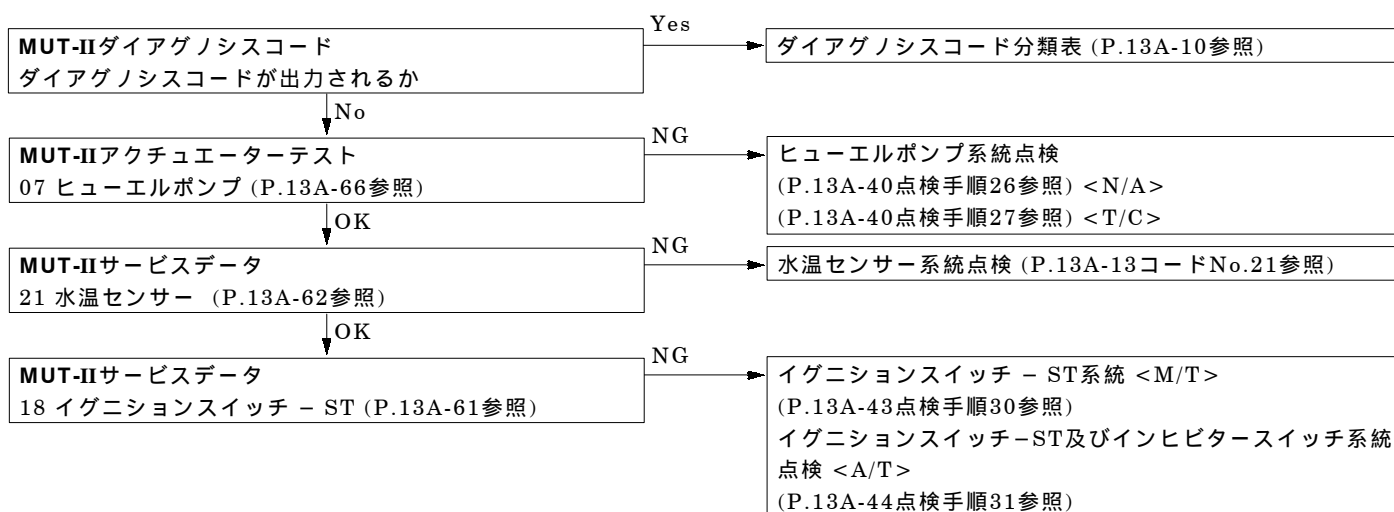 MUT-IIダイアグノシスコード
ダイアグノシスコードが出力されるか
Yes
ダイアグノシスコード分類表 (P.13A-10参照)
No
MUT-IIアクチュエーターテスト
07 ヒューエルポンプ (P.13A-66参照)
NG
ヒューエルポンプ系統点検
(P.13A-40点検手順26参照) <N/A>
(P.13A-40点検手順27参照) <T/C>
OK
MUT-IIサービスデータ
21 水温センサー (P.13A-62参照)
NG
水温センサー系統点検 (P.13A-13コードNo.21参照)
OK
MUT-IIサービスデータ
18 イグニションスイッチ – ST (P.13A-61参照)
NG
イグニションスイッチ – ST系統 <M/T>
(P.13A-43点検手順30参照)
イグニションスイッチ–ST及びインヒビタースイッチ系統
点検 <A/T>
(P.13A-44点検手順31参照)